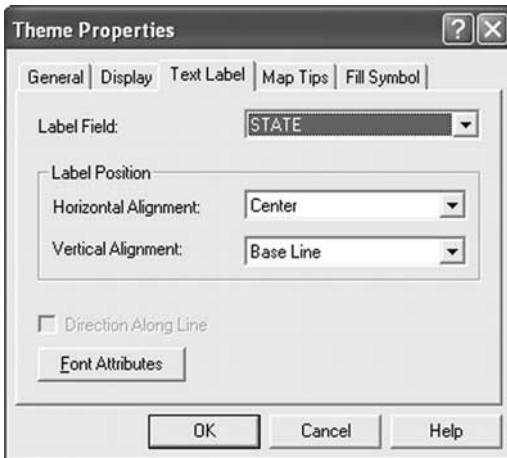 Theme Properties
General Display Text Label Map Tips Fill Symbol
Label Field: STATE
Label Position
Horizontal Alignment: Center
Vertical Alignment: Base Line
Direction Along Line
Font Attributes
OK Cancel Help